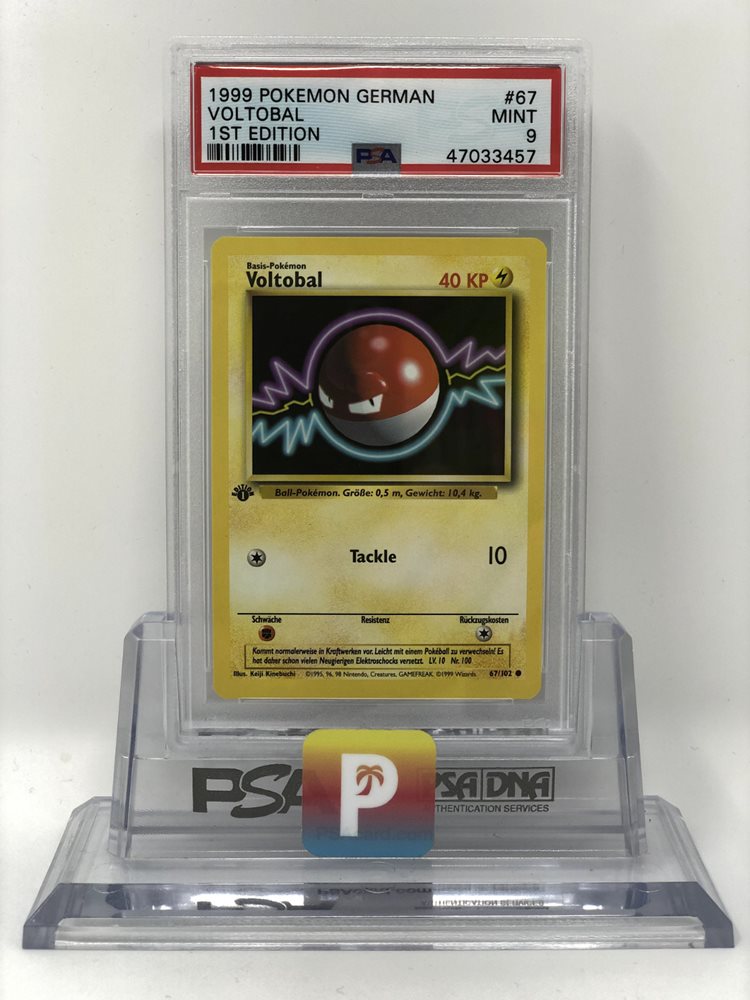 1999 POKEMON GERMAN #67
VOLTOBAL MINT
1ST EDITION 9
PSA 47033457
Basis-Pokémon
Voltobal 40 KP
EDITION
1
Ball-Pokémon. Größe: 0,5 m, Gewicht: 10,4 kg.
Tackle 10
Schwäche Resistenz Rückzugskosten
Kommt normalerweise in Kraftwerken vor. Leicht mit einem Pokéball zu verwechseln! Es
hat daher schon vielen Neugierigen Elektroschocks versetzt. LV. 10 Nr. 100
Illus. Keiji Kinebuchi ©1995, 96, 98 Nintendo, Creatures, GAMEFREAK. ©1999 Wizards. 67/102
P
PSA PSA DNA
AUTHENTICATION SERVICES